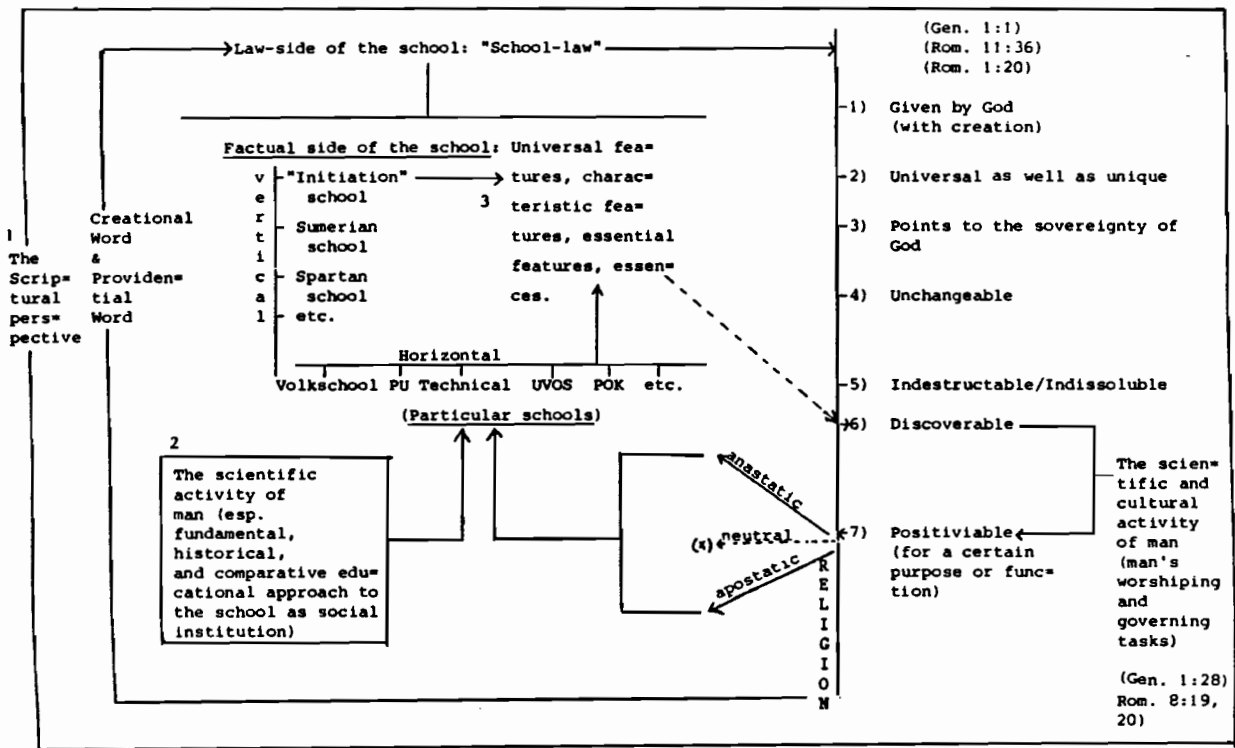 (Gen. 1:1)
(Rom. 11:36)
(Rom. 1:20)
Law-side of the school: "School-law"
1) Given by God
(with creation)
Factual side of the school: Universal fea=
tures, charac=
teristic fea=
tures, essential
features, essen=
ces.
3
vertical
"Initiation"
school
Sumerian
school
Spartan
school
etc.
2) Universal as well as unique
3) Points to the sovereignty of
God
4) Unchangeable
1
The
Scrip=
tural
pers=
pective
Creational
Word
&
Providen=
tial
Word
Horizontal
Volkschool PU Technical UVOS POK etc.
(Particular schools)
5) Indestructable/Indissoluble
6) Discoverable
2
The scientific
activity of
man (esp.
fundamental,
historical,
and comparative edu=
cational approach to
the school as social
institution)
anastatic
(x) neutral
apostatic
7) Positiviable
(for a certain
purpose or func=
tion)
RELIGION
The scien=
tific and
cultural
activity
of man
(man's
worshiping
and
governing
tasks)
(Gen. 1:28)
Rom. 8:19,
20)